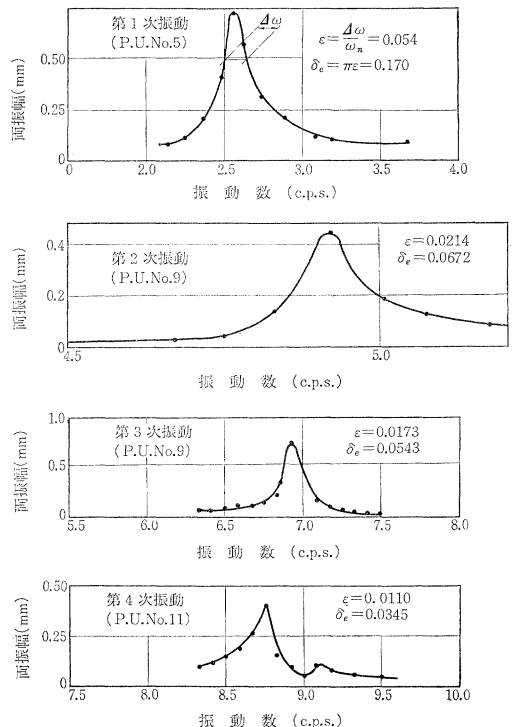 第1次振動
(P.U.No.5)
Δω
ε=Δω/ωn=0.054
δe=πε=0.170
両振幅(mm)
0.50
0.25
0
0 2.0 2.5 3.0 3.5 4.0
振動数 (c.p.s.)
第2次振動
(P.U.No.9)
ε=0.0214
δe=0.0672
両振幅(mm)
0.4
0.2
0
4.5 5.0
振動数 (c.p.s.)
第3次振動
(P.U.No.9)
ε=0.0173
δe=0.0543
両振幅(mm)
1.0
0.5
0
5.5 6.0 6.5 7.0 7.5 8.0
振動数 (c.p.s.)
第4次振動
(P.U.No.11)
ξ=0.0110
δe=0.0345
両振幅(mm)
0.50
0.25
0
7.5 8.0 8.5 9.0 9.5 10.0
振動数 (c.p.s.)